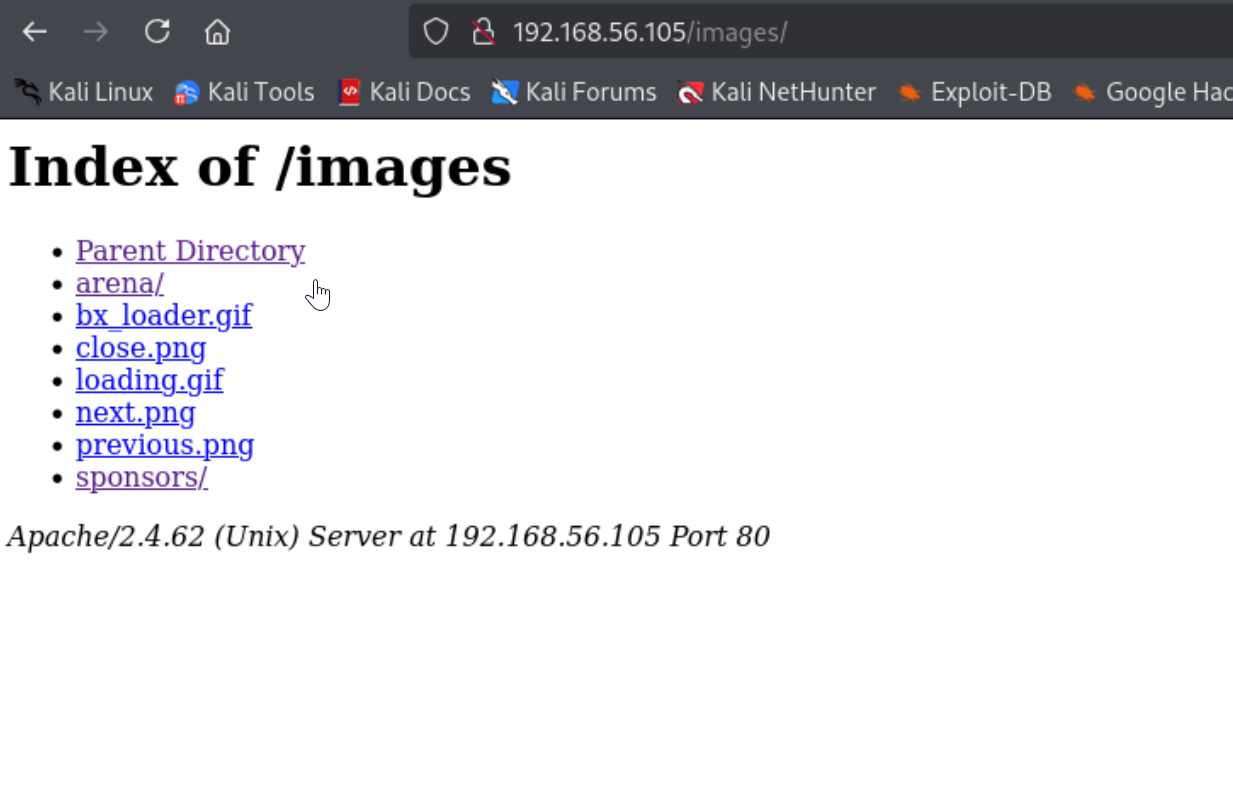 192.168.56.105/images/
Kali Linux Kali Tools Kali Docs Kali Forums Kali NetHunter Exploit-DB Google Hac
Index of /images
Parent Directory
arena/
bx_loader.gif
close.png
loading.gif
next.png
previous.png
sponsors/
Apache/2.4.62 (Unix) Server at 192.168.56.105 Port 80